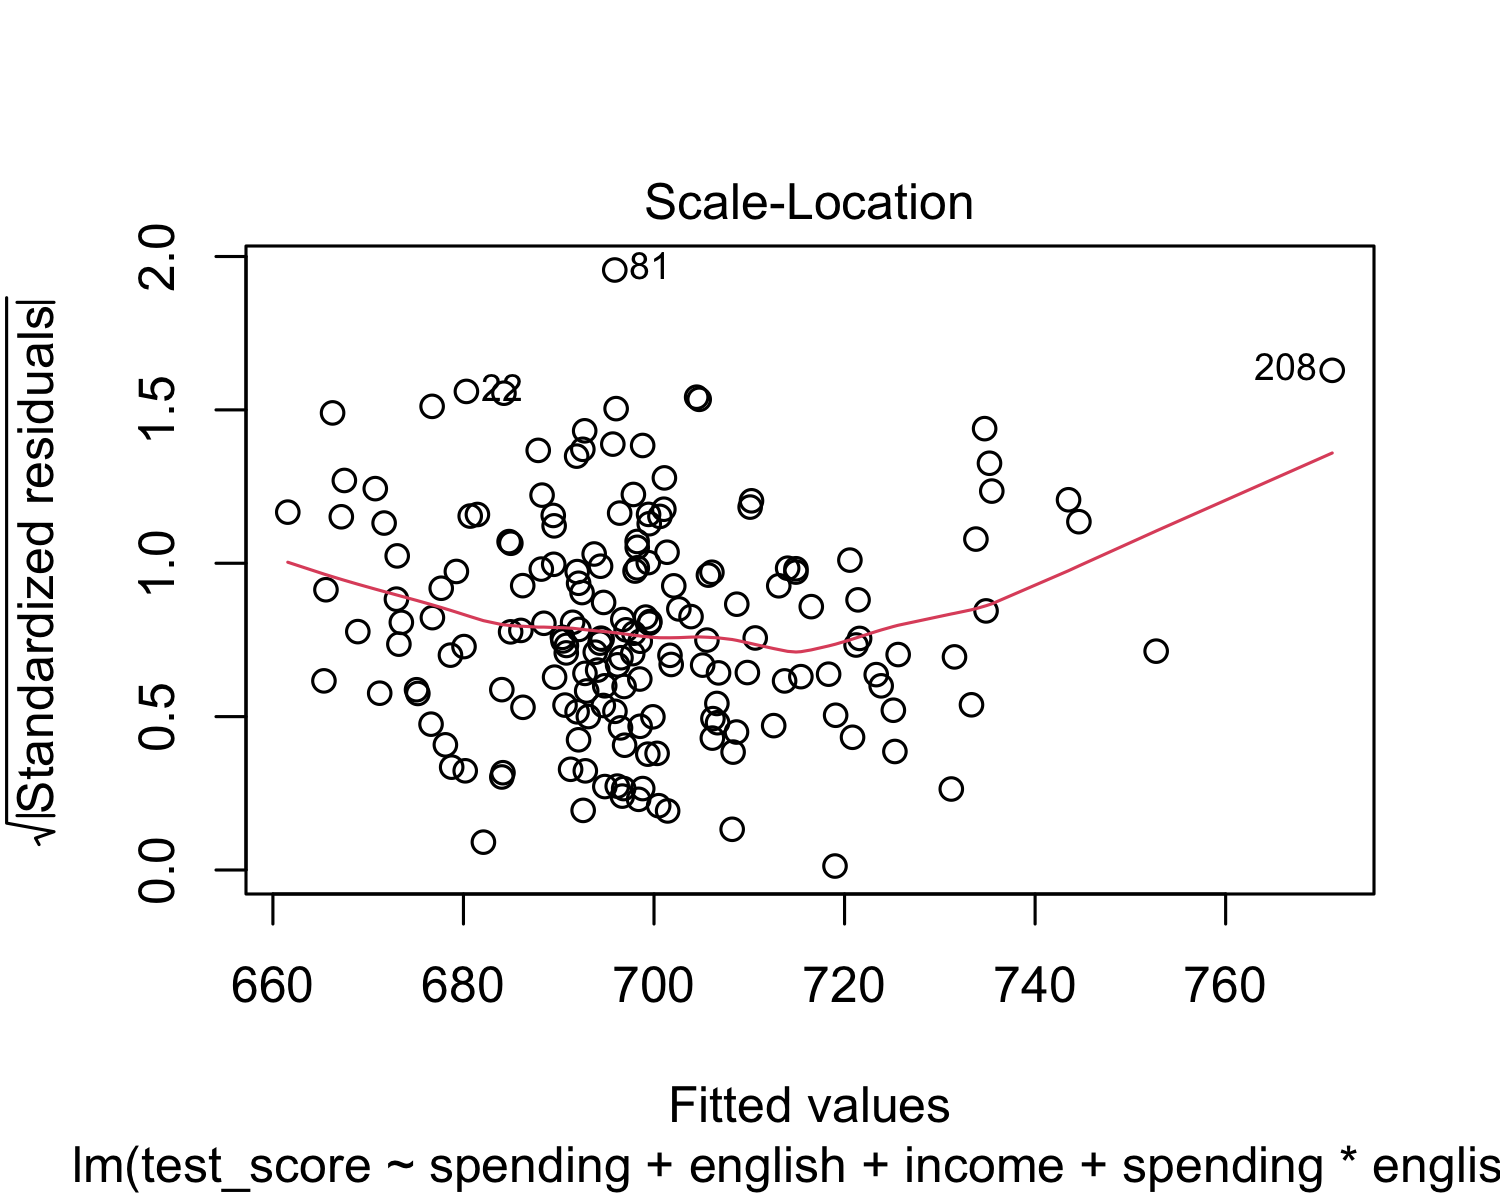 Scale-Location
√|Standardized residuals|
2.0
1.5
1.0
0.5
0.0
81
208
22
660 680 700 720 740 760
Fitted values
lm(test_score ~ spending + english + income + spending * englis